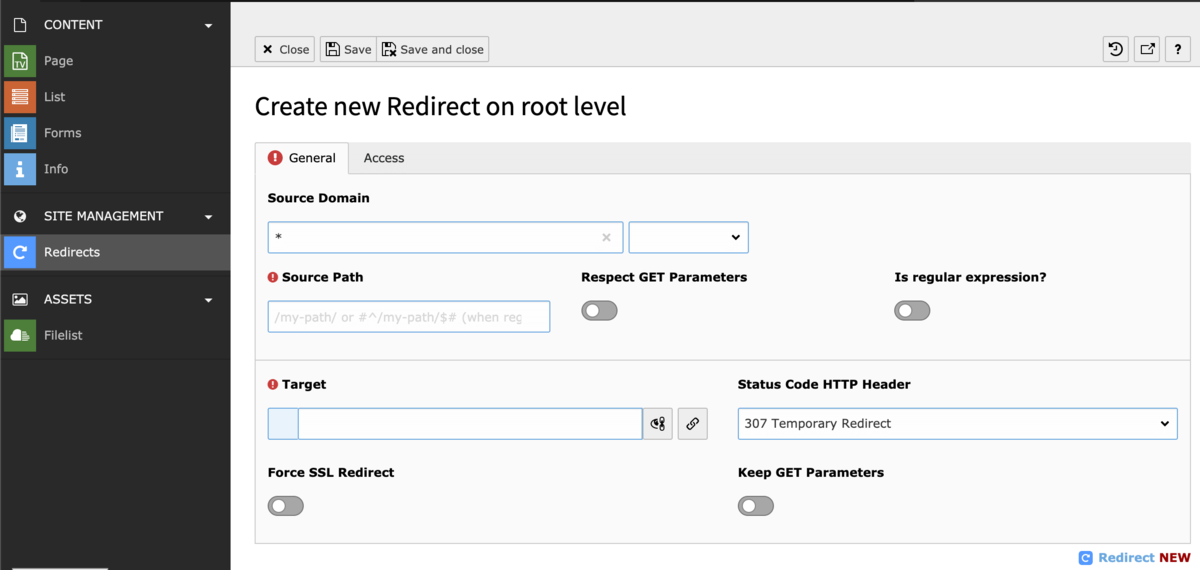 CONTENT
Page
List
Forms
Info
SITE MANAGEMENT
Redirects
ASSETS
Filelist
Close Save Save and close ?
Create new Redirect on root level
General Access
Source Domain
*
Source Path Respect GET Parameters Is regular expression?
/my-path/ or #^/my-path/$# (when reg
Target Status Code HTTP Header
307 Temporary Redirect
Force SSL Redirect Keep GET Parameters
Redirect NEW